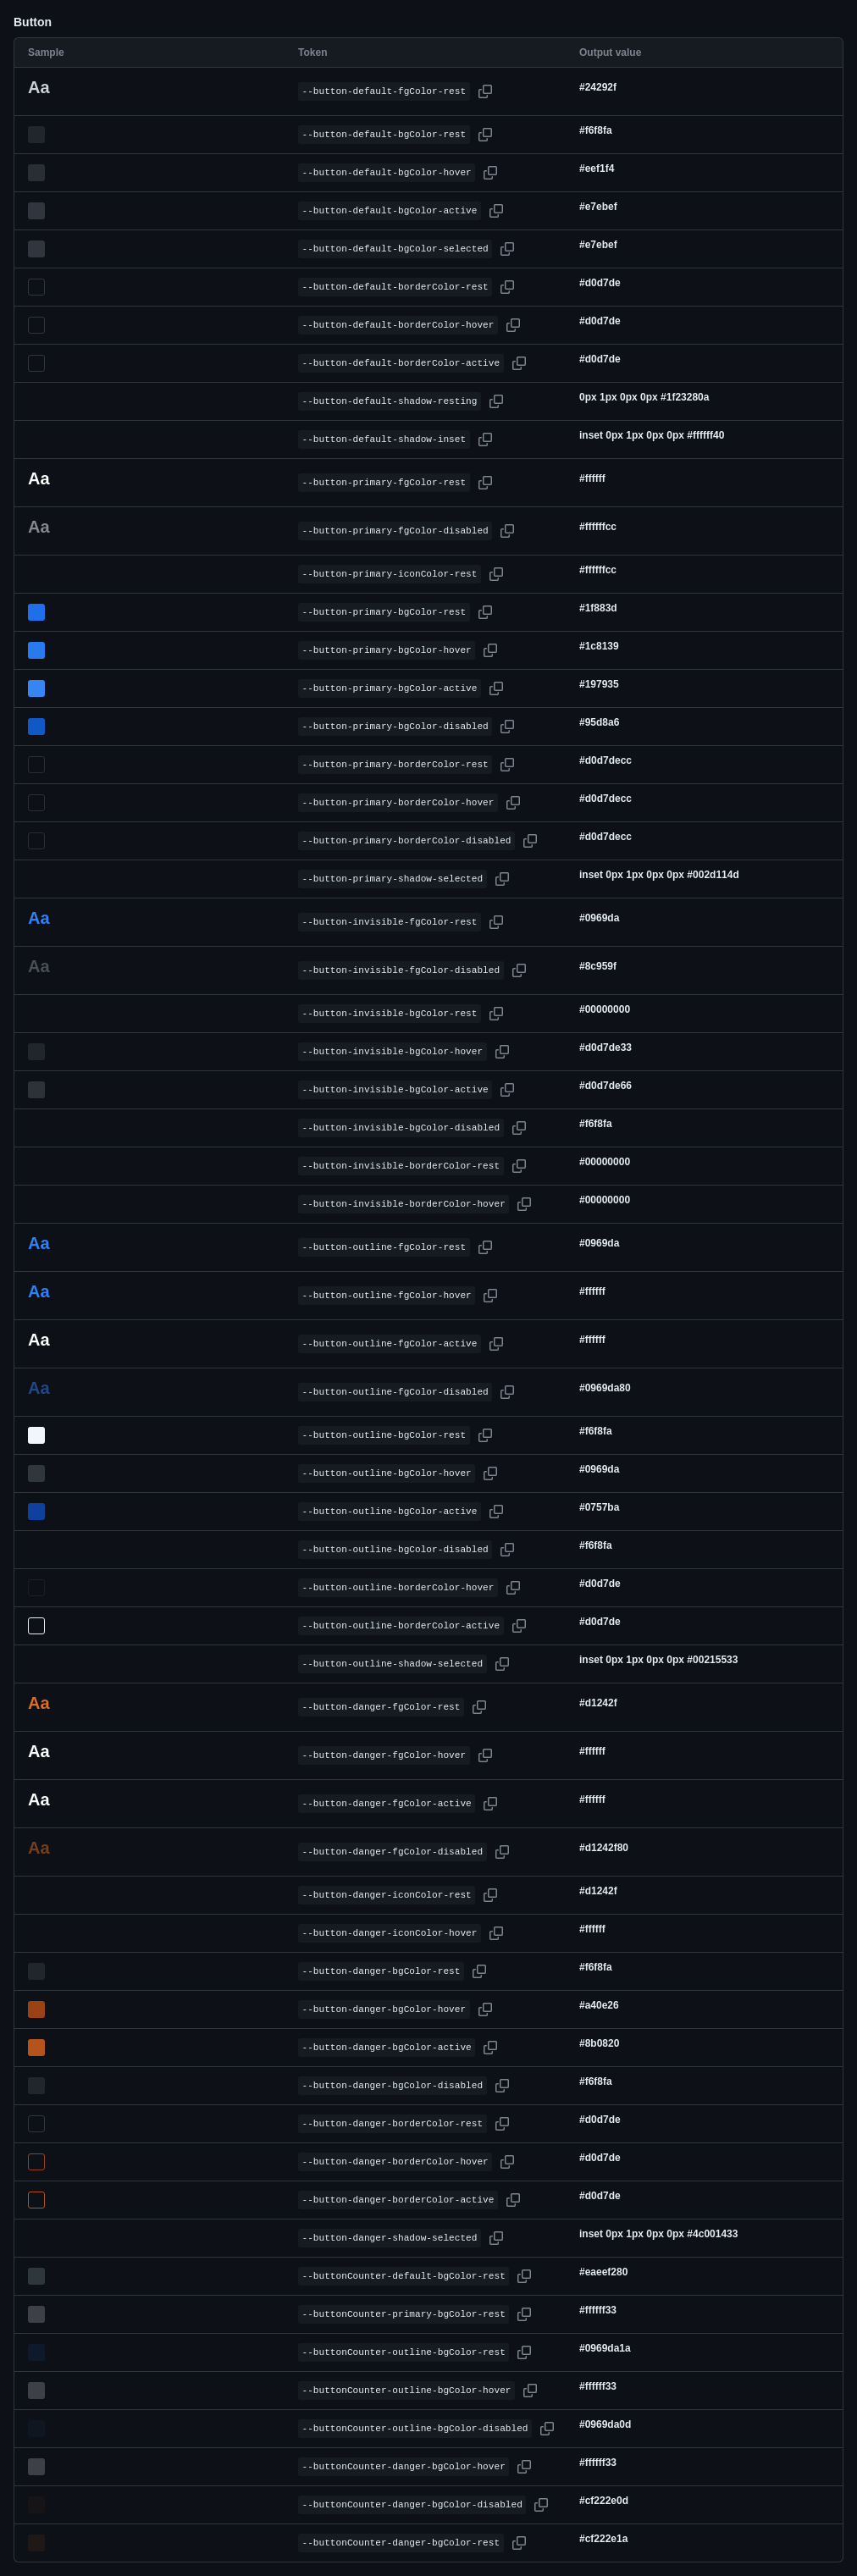 Button
Sample Token Output value
Aa --button-default-fgColor-rest #24292f
--button-default-bgColor-rest #f6f8fa
--button-default-bgColor-hover #eef1f4
--button-default-bgColor-active #e7ebef
--button-default-bgColor-selected #e7ebef
--button-default-borderColor-rest #d0d7de
--button-default-borderColor-hover #d0d7de
--button-default-borderColor-active #d0d7de
--button-default-shadow-resting 0px 1px 0px 0px #1f23280a
--button-default-shadow-inset inset 0px 1px 0px 0px #ffffff40
Aa --button-primary-fgColor-rest #ffffff
Aa --button-primary-fgColor-disabled #ffffffcc
--button-primary-iconColor-rest #ffffffcc
--button-primary-bgColor-rest #1f883d
--button-primary-bgColor-hover #1c8139
--button-primary-bgColor-active #197935
--button-primary-bgColor-disabled #95d8a6
--button-primary-borderColor-rest #d0d7decc
--button-primary-borderColor-hover #d0d7decc
--button-primary-borderColor-disabled #d0d7decc
--button-primary-shadow-selected inset 0px 1px 0px 0px #002d114d
Aa --button-invisible-fgColor-rest #0969da
Aa --button-invisible-fgColor-disabled #8c959f
--button-invisible-bgColor-rest #00000000
--button-invisible-bgColor-hover #d0d7de33
--button-invisible-bgColor-active #d0d7de66
--button-invisible-bgColor-disabled #f6f8fa
--button-invisible-borderColor-rest #00000000
--button-invisible-borderColor-hover #00000000
Aa --button-outline-fgColor-rest #0969da
Aa --button-outline-fgColor-hover #ffffff
Aa --button-outline-fgColor-active #ffffff
Aa --button-outline-fgColor-disabled #0969da80
--button-outline-bgColor-rest #f6f8fa
--button-outline-bgColor-hover #0969da
--button-outline-bgColor-active #0757ba
--button-outline-bgColor-disabled #f6f8fa
--button-outline-borderColor-hover #d0d7de
--button-outline-borderColor-active #d0d7de
--button-outline-shadow-selected inset 0px 1px 0px 0px #00215533
Aa --button-danger-fgColor-rest #d1242f
Aa --button-danger-fgColor-hover #ffffff
Aa --button-danger-fgColor-active #ffffff
Aa --button-danger-fgColor-disabled #d1242f80
--button-danger-iconColor-rest #d1242f
--button-danger-iconColor-hover #ffffff
--button-danger-bgColor-rest #f6f8fa
--button-danger-bgColor-hover #a40e26
--button-danger-bgColor-active #8b0820
--button-danger-bgColor-disabled #f6f8fa
--button-danger-borderColor-rest #d0d7de
--button-danger-borderColor-hover #d0d7de
--button-danger-borderColor-active #d0d7de
--button-danger-shadow-selected inset 0px 1px 0px 0px #4c001433
--buttonCounter-default-bgColor-rest #eaeef280
--buttonCounter-primary-bgColor-rest #ffffff33
--buttonCounter-outline-bgColor-rest #0969da1a
--buttonCounter-outline-bgColor-hover #ffffff33
--buttonCounter-outline-bgColor-disabled #0969da0d
--buttonCounter-danger-bgColor-hover #ffffff33
--buttonCounter-danger-bgColor-disabled #cf222e0d
--buttonCounter-danger-bgColor-rest #cf222e1a